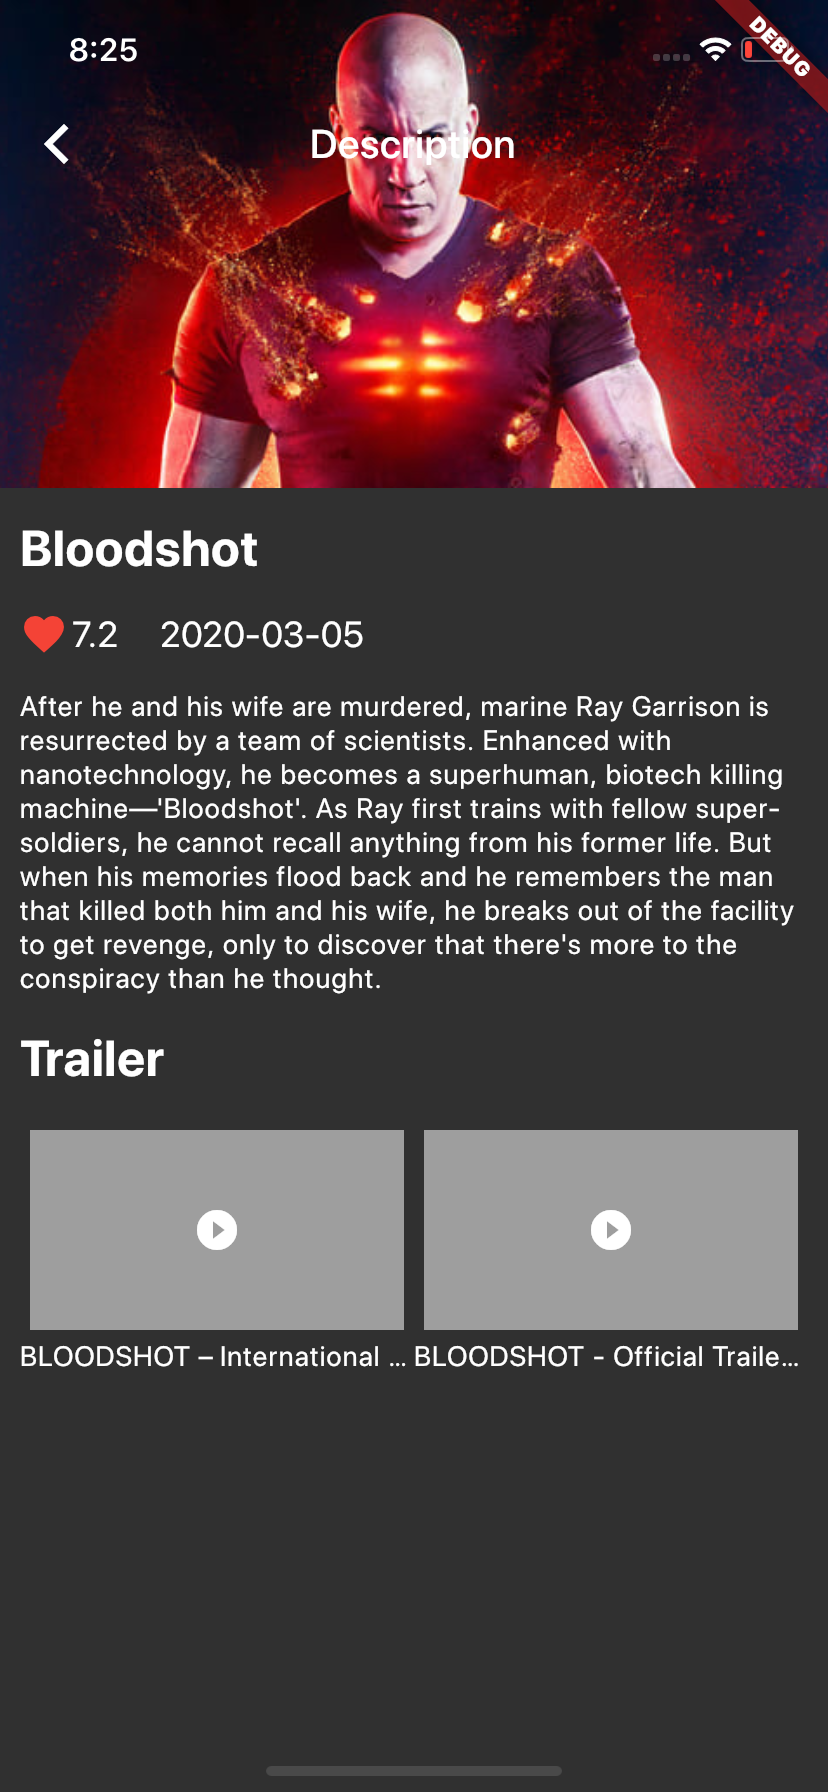 8:25
DEBUG
Description
Bloodshot
7.2 2020-03-05
After he and his wife are murdered, marine Ray Garrison is
resurrected by a team of scientists. Enhanced with
nanotechnology, he becomes a superhuman, biotech killing
machine—'Bloodshot'. As Ray first trains with fellow super-
soldiers, he cannot recall anything from his former life. But
when his memories flood back and he remembers the man
that killed both him and his wife, he breaks out of the facility
to get revenge, only to discover that there's more to the
conspiracy than he thought.
Trailer
BLOODSHOT – International ... BLOODSHOT - Official Traile...